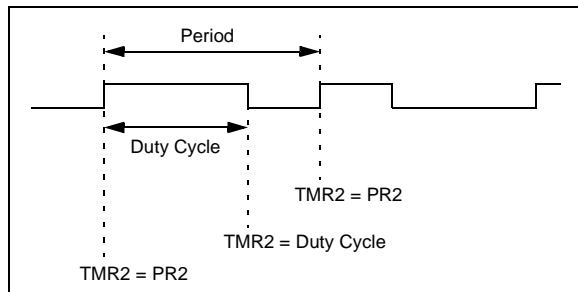 Period
Duty Cycle
TMR2 = PR2
TMR2 = Duty Cycle
TMR2 = PR2